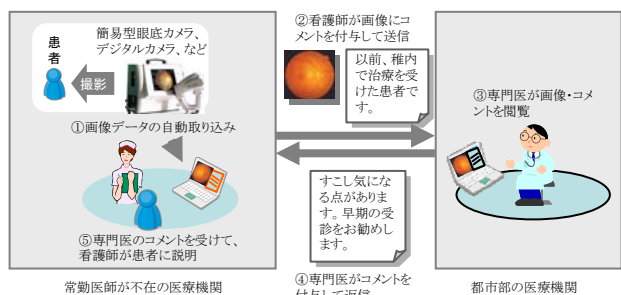 簡易型眼底カメラ、
デジタルカメラ、など
患者
撮影
①画像データの自動取り込み
②看護師が画像にコ
メントを付与して送信
以前、稚内
で治療を受
けた患者で
す。
③専門医が画像・コメ
ントを閲覧
すこし気にな
る点がありま
す。早期の受
診をお勧めし
ます。
④専門医がコメントを
付与して返信
⑤専門医のコメントを受けて、
看護師が患者に説明
常勤医師が不在の医療機関
都市部の医療機関